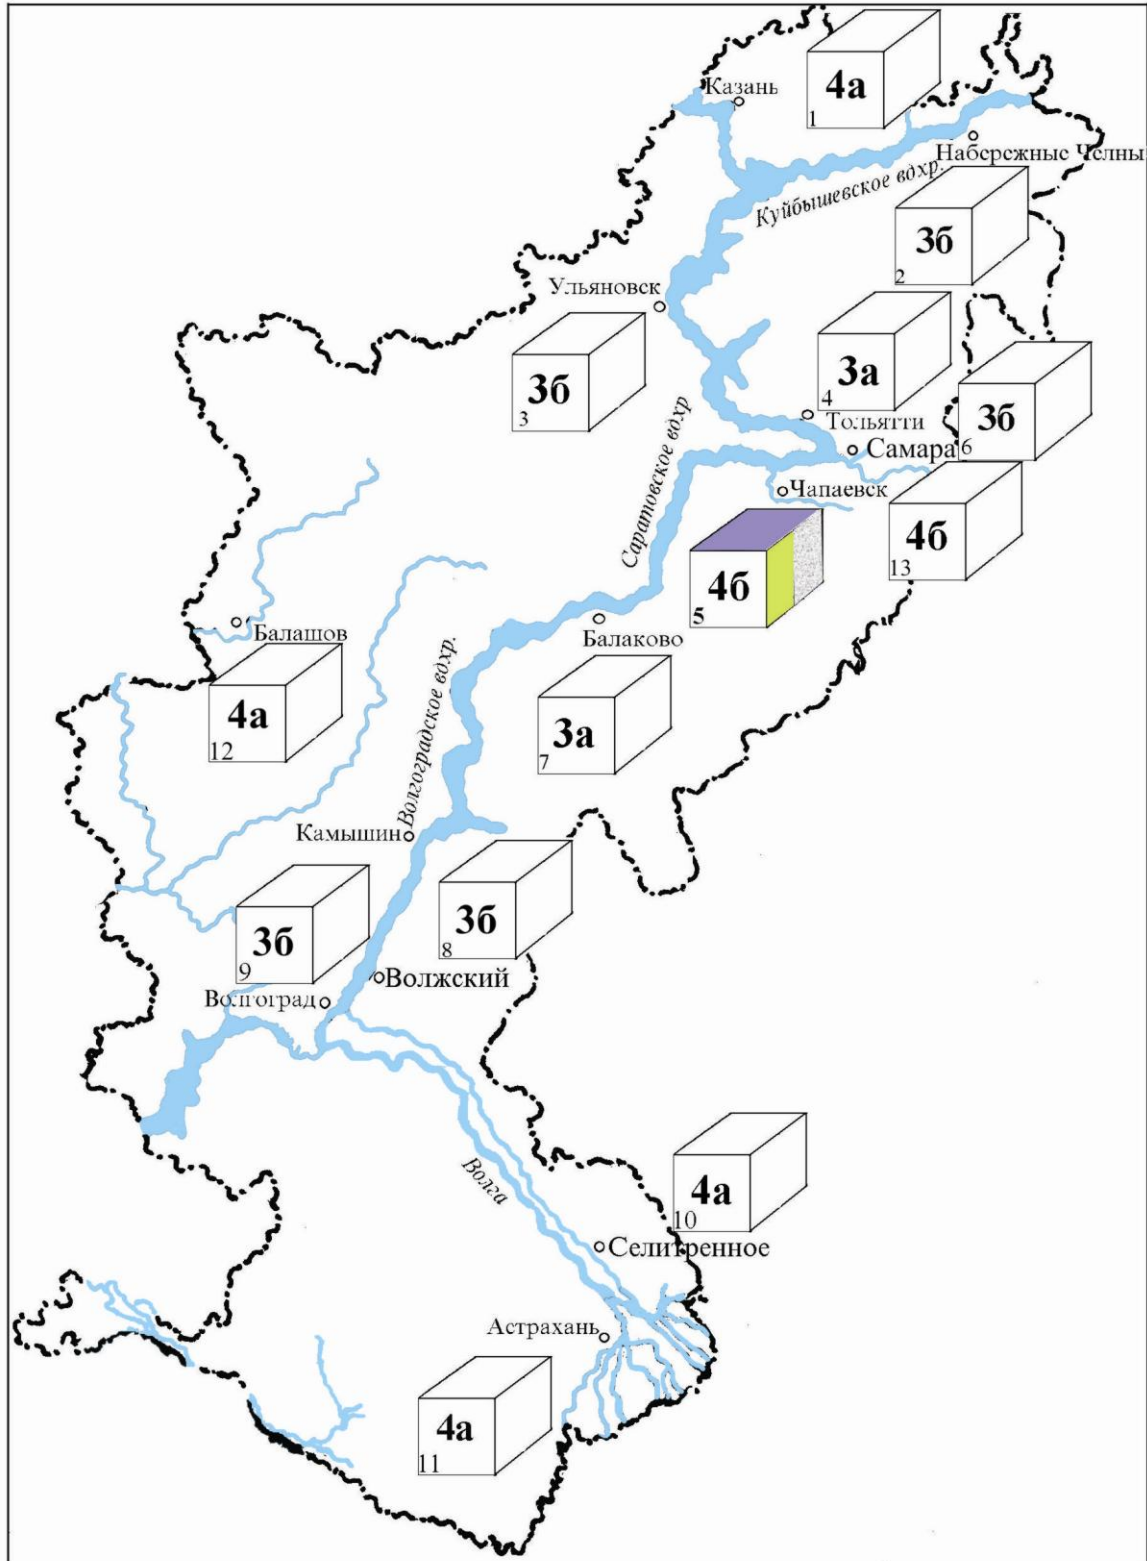 4а
1
Казань
Набережные Челны
Куйбышевское вдхр.
3б
2
Ульяновск
3б
3
3а
4
Тольятти
3б
6
Самара
Чапаевск
Саратовское вдхр
4б
13
4б
5
Балашов
Балаково
4а
12
Волгоградское вдхр.
3а
7
Камышин
3б
8
3б
9
Волжский
Волгоград
Волга
4а
10
Селитренное
Астрахань
4а
11